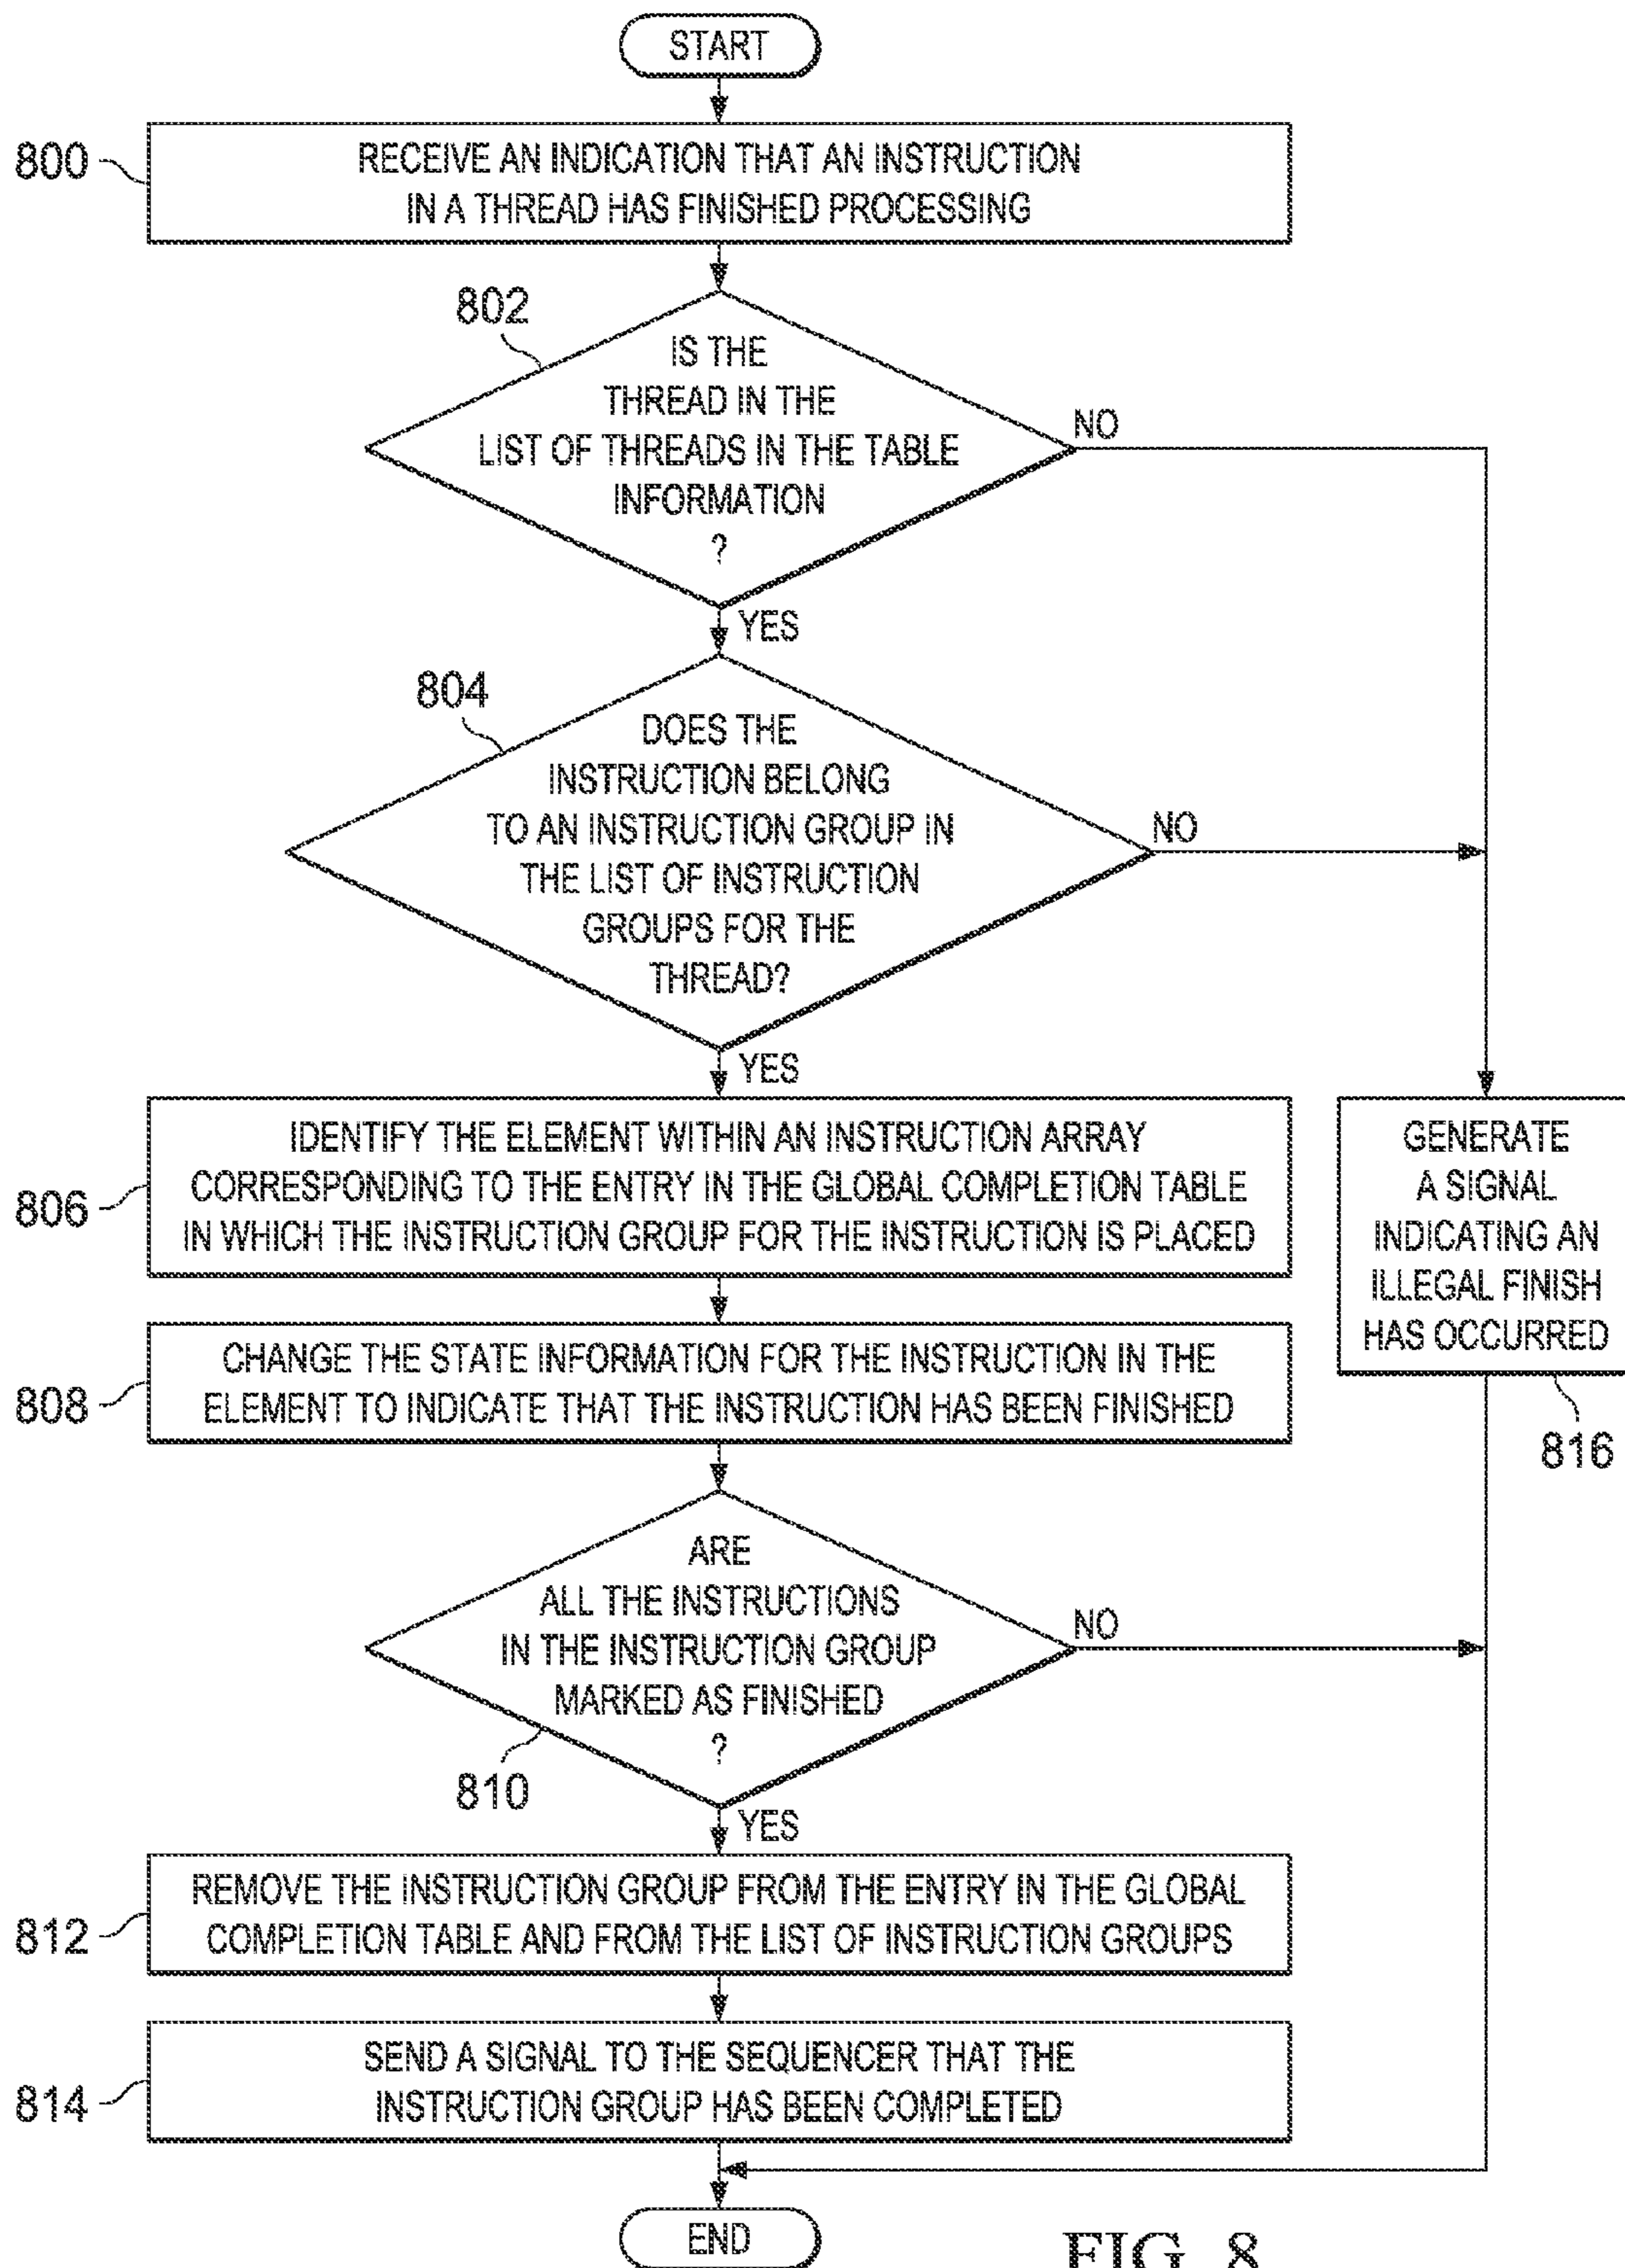 START
800
RECEIVE AN INDICATION THAT AN INSTRUCTION
IN A THREAD HAS FINISHED PROCESSING
802
IS THE
THREAD IN THE
LIST OF THREADS IN THE TABLE
INFORMATION
?
NO
YES
804
DOES THE
INSTRUCTION BELONG
TO AN INSTRUCTION GROUP IN
THE LIST OF INSTRUCTION
GROUPS FOR THE
THREAD?
NO
YES
806
IDENTIFY THE ELEMENT WITHIN AN INSTRUCTION ARRAY
CORRESPONDING TO THE ENTRY IN THE GLOBAL COMPLETION TABLE
IN WHICH THE INSTRUCTION GROUP FOR THE INSTRUCTION IS PLACED
GENERATE
A SIGNAL
INDICATING AN
ILLEGAL FINISH
HAS OCCURRED
816
808
CHANGE THE STATE INFORMATION FOR THE INSTRUCTION IN THE
ELEMENT TO INDICATE THAT THE INSTRUCTION HAS BEEN FINISHED
ARE
ALL THE INSTRUCTIONS
IN THE INSTRUCTION GROUP
MARKED AS FINISHED
?
NO
810
YES
812
REMOVE THE INSTRUCTION GROUP FROM THE ENTRY IN THE GLOBAL
COMPLETION TABLE AND FROM THE LIST OF INSTRUCTION GROUPS
814
SEND A SIGNAL TO THE SEQUENCER THAT THE
INSTRUCTION GROUP HAS BEEN COMPLETED
END
FIG. 8